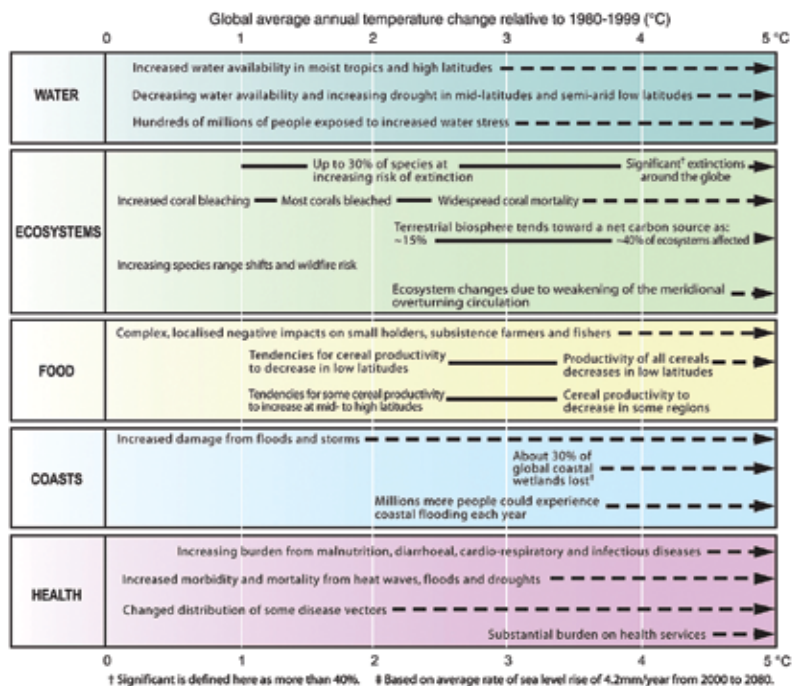 Global average annual temperature change relative to 1980-1999 (°C)
0 1 2 3 4 5 °C
WATER
Increased water availability in moist tropics and high latitudes
Decreasing water availability and increasing drought in mid-latitudes and semi-arid low latitudes
Hundreds of millions of people exposed to increased water stress
ECOSYSTEMS
Up to 30% of species at
increasing risk of extinction
Significant† extinctions
around the globe
Increased coral bleaching Most corals bleached Widespread coral mortality
Terrestrial biosphere tends toward a net carbon source as:
~15% ~40% of ecosystems affected
Increasing species range shifts and wildfire risk
Ecosystem changes due to weakening of the meridional
overturning circulation
FOOD
Complex, localised negative impacts on small holders, subsistence farmers and fishers
Tendencies for cereal productivity
to decrease in low latitudes
Productivity of all cereals
decreases in low latitudes
Tendencies for some cereal productivity
to increase at mid- to high latitudes
Cereal productivity to
decrease in some regions
COASTS
Increased damage from floods and storms
About 30% of
global coastal
wetlands lost‡
Millions more people could experience
coastal flooding each year
HEALTH
Increasing burden from malnutrition, diarrhoeal, cardio-respiratory and infectious diseases
Increased morbidity and mortality from heat waves, floods and droughts
Changed distribution of some disease vectors
Substantial burden on health services
0 1 2 3 4 5 °C
† Significant is defined here as more than 40%. ‡ Based on average rate of sea level rise of 4.2mm/year from 2000 to 2080.